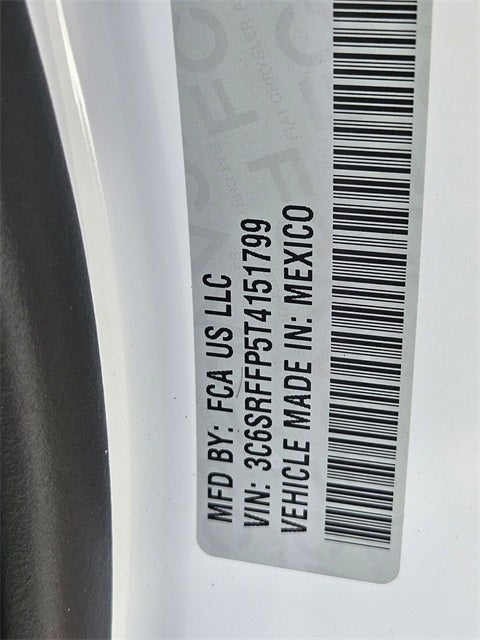 MFD BY: FCA US LLC
VIN: 3C6SRFFP5T4151799
VEHICLE MADE IN: MEXICO